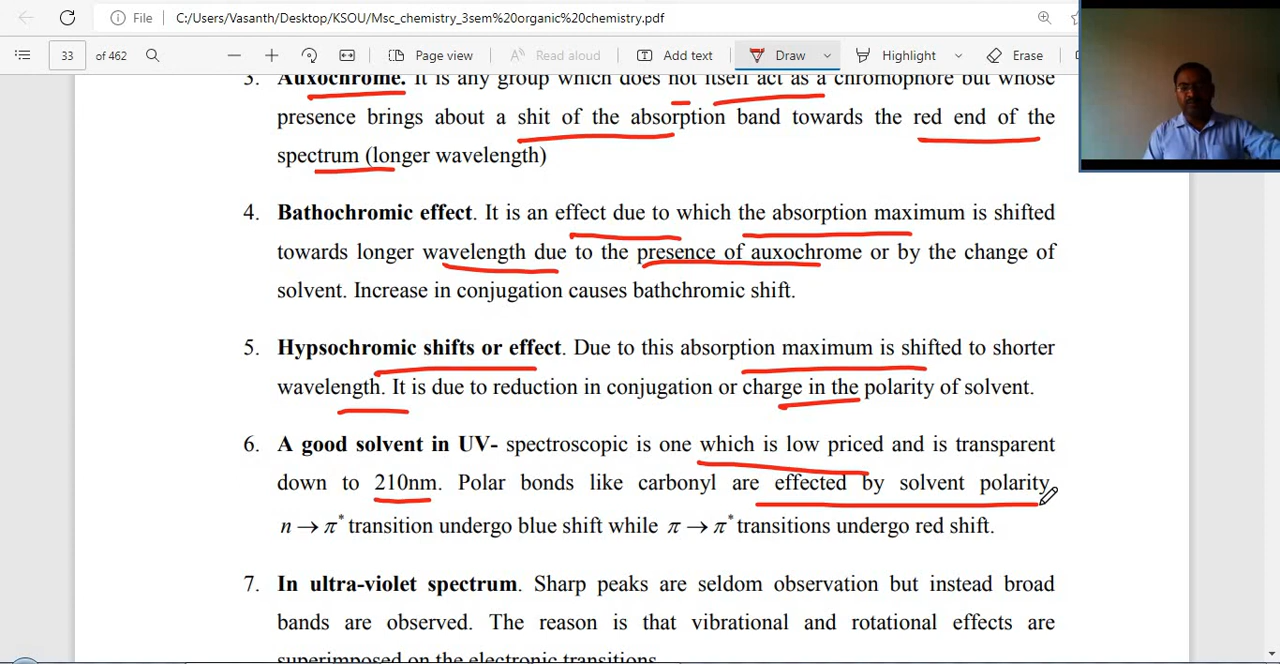 File C:/Users/Vasanth/Desktop/KSOU/Msc_chemistry_3sem%20organic%20chemistry.pdf
33 of 462 Page view Read aloud Add text Draw Highlight Erase
3. Auxochrome. It is any group which does not itself act as a chromophore but whose
presence brings about a shit of the absorption band towards the red end of the
spectrum (longer wavelength)
4. Bathochromic effect. It is an effect due to which the absorption maximum is shifted
towards longer wavelength due to the presence of auxochrome or by the change of
solvent. Increase in conjugation causes bathchromic shift.
5. Hypsochromic shifts or effect. Due to this absorption maximum is shifted to shorter
wavelength. It is due to reduction in conjugation or charge in the polarity of solvent.
6. A good solvent in UV- spectroscopic is one which is low priced and is transparent
down to 210nm. Polar bonds like carbonyl are effected by solvent polarity
n → π* transition undergo blue shift while π → π* transitions undergo red shift.
7. In ultra-violet spectrum. Sharp peaks are seldom observation but instead broad
bands are observed. The reason is that vibrational and rotational effects are
superimposed on the electronic transitions.